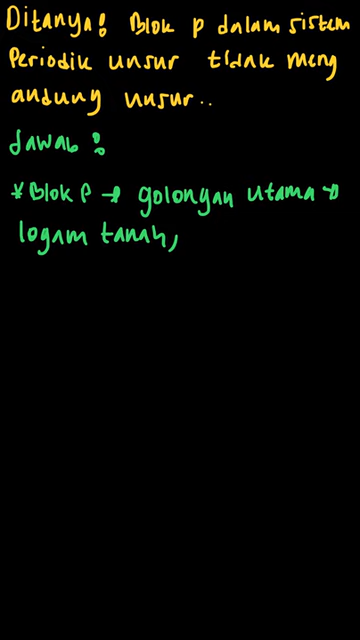 Ditanya! Blok p dalam sistem
Periodik unsur tidak meng
andung unsur..
Jawab :
*Blok P → golongan utama →
logam tanah,